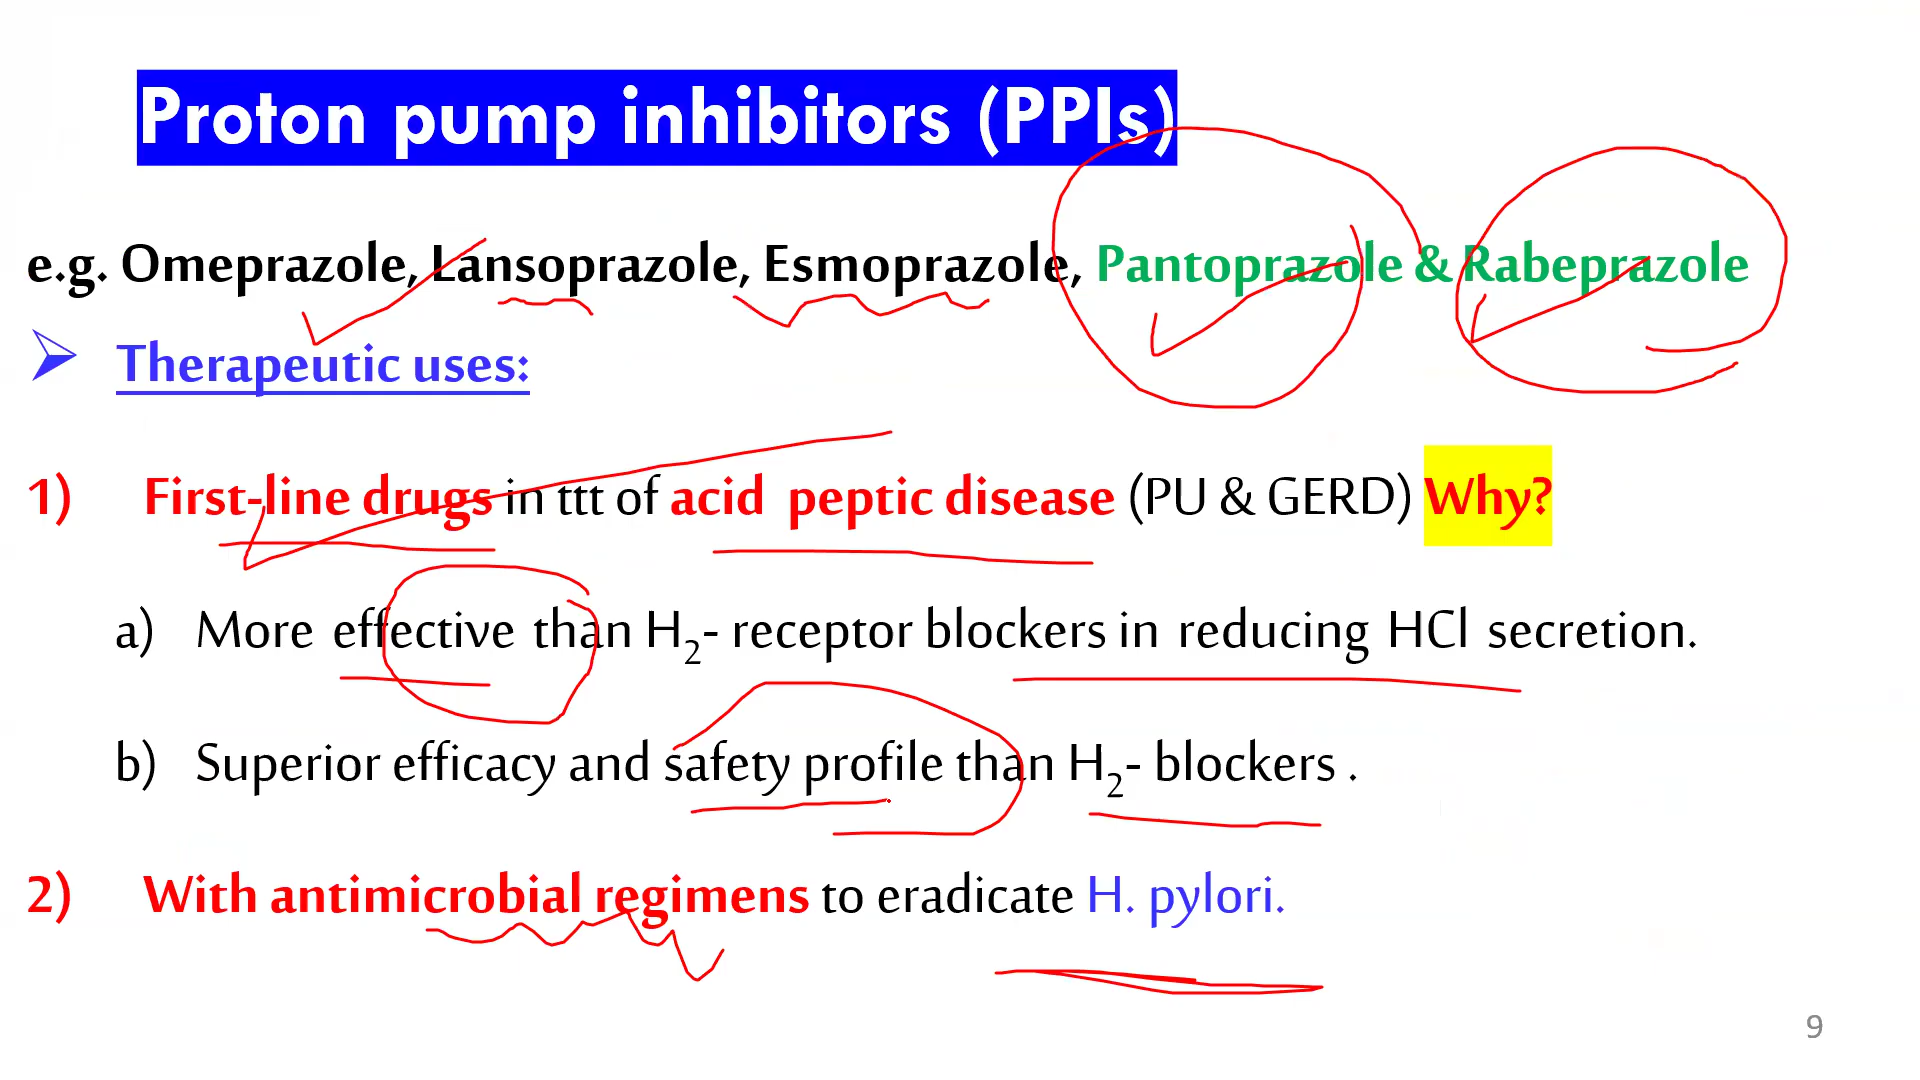 Proton pump inhibitors (PPIs)
e.g. Omeprazole, Lansoprazole, Esmoprazole, Pantoprazole & Rabeprazole
Therapeutic uses:
1) First-line drugs in ttt of acid peptic disease (PU & GERD) Why?
a) More effective than H2- receptor blockers in reducing HCl secretion.
b) Superior efficacy and safety profile than H2- blockers .
2) With antimicrobial regimens to eradicate H. pylori.
9